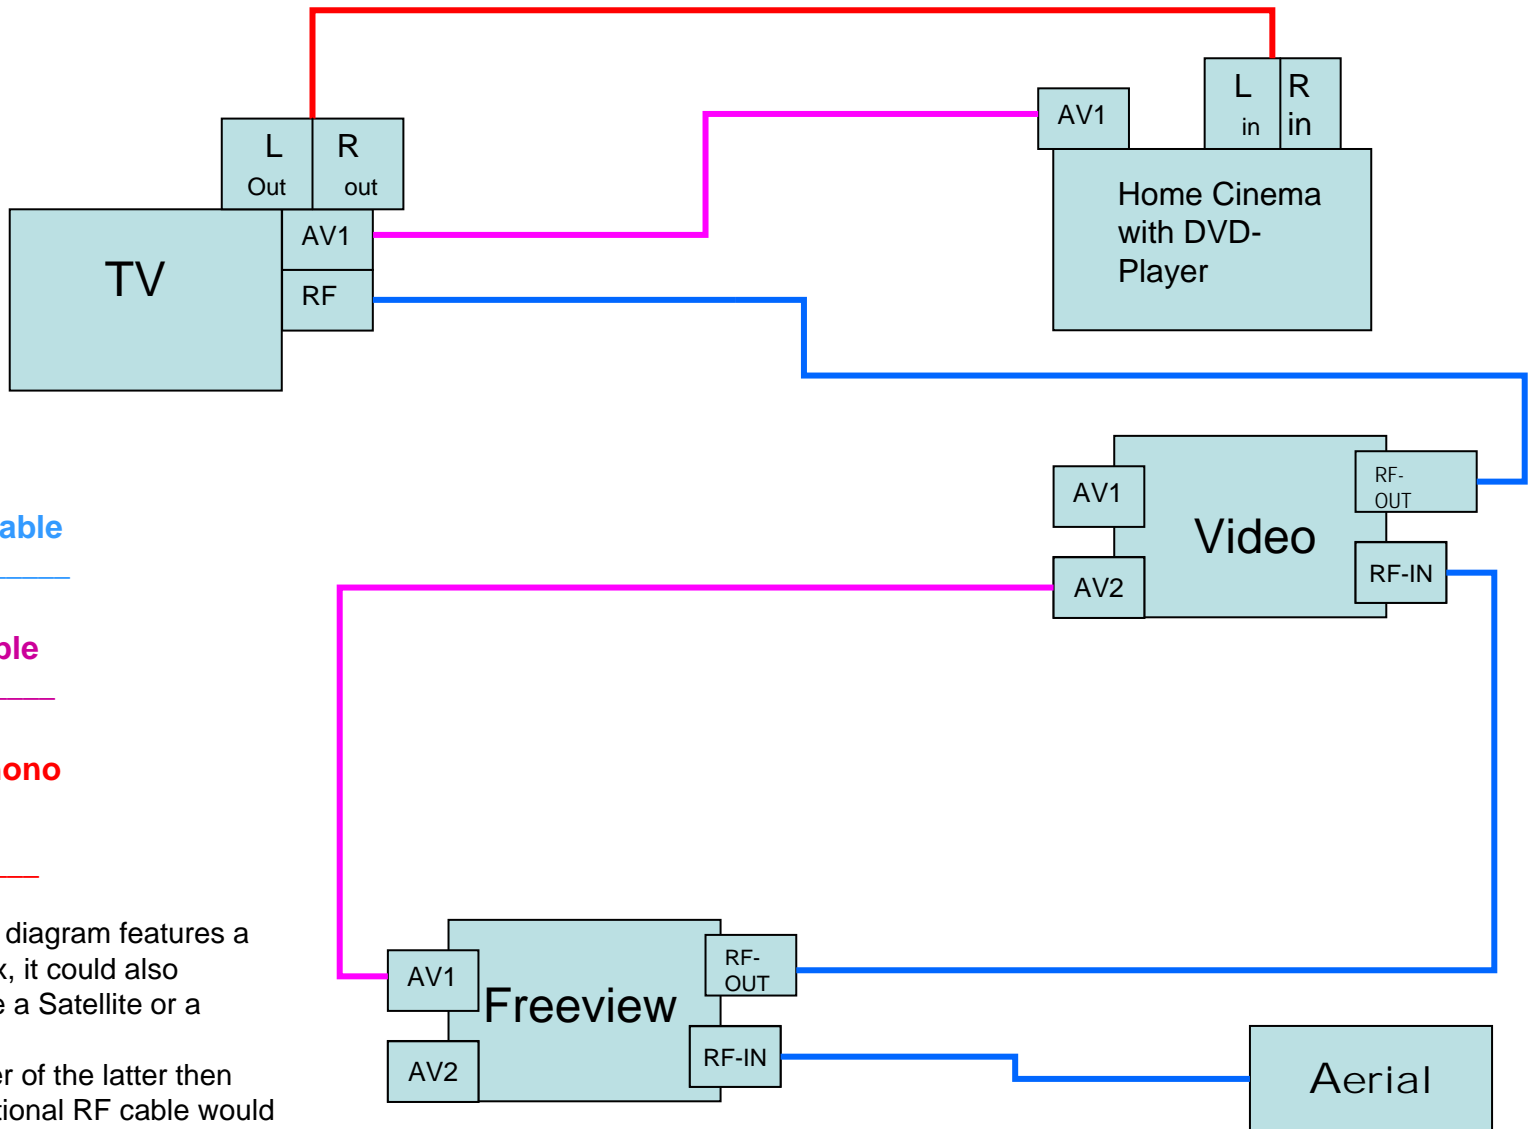 L
R
in
in
AV1
L
R
Out
out
AV1
RF
TV
Home Cinema
with DVD-
Player
AV1
AV2
Video
RF-
OUT
RF-IN
able
ple
ono
diagram features a
x, it could also
e a Satellite or a
er of the latter then
tional RF cable would
AV1
AV2
Freeview
RF-
OUT
RF-IN
Aerial